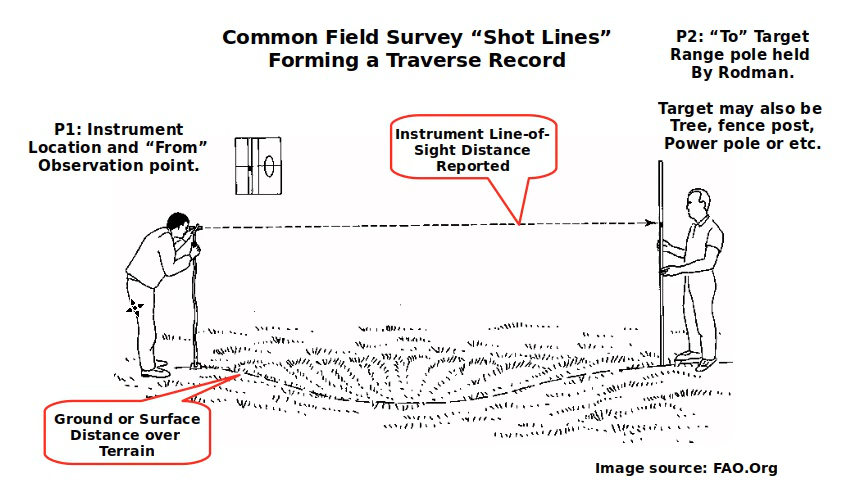 Common Field Survey “Shot Lines”
Forming a Traverse Record
P2: “To” Target
Range pole held
By Rodman.
Target may also be
Tree, fence post,
Power pole or etc.
P1: Instrument
Location and “From”
Observation point.
Instrument Line-of-
Sight Distance
Reported
Ground or Surface
Distance over
Terrain
Image source: FAO.Org